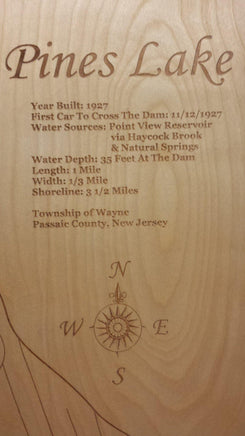 Pines Lake
Year Built: 1927
First Car To Cross The Dam: 11/12/1927
Water Sources: Point View Reservoir
via Haycock Brook
& Natural Springs
Water Depth: 35 Feet At The Dam
Length: 1 Mile
Width: 1/3 Mile
Shoreline: 3 1/2 Miles
Township of Wayne
Passaic County, New Jersey
N
W E
S